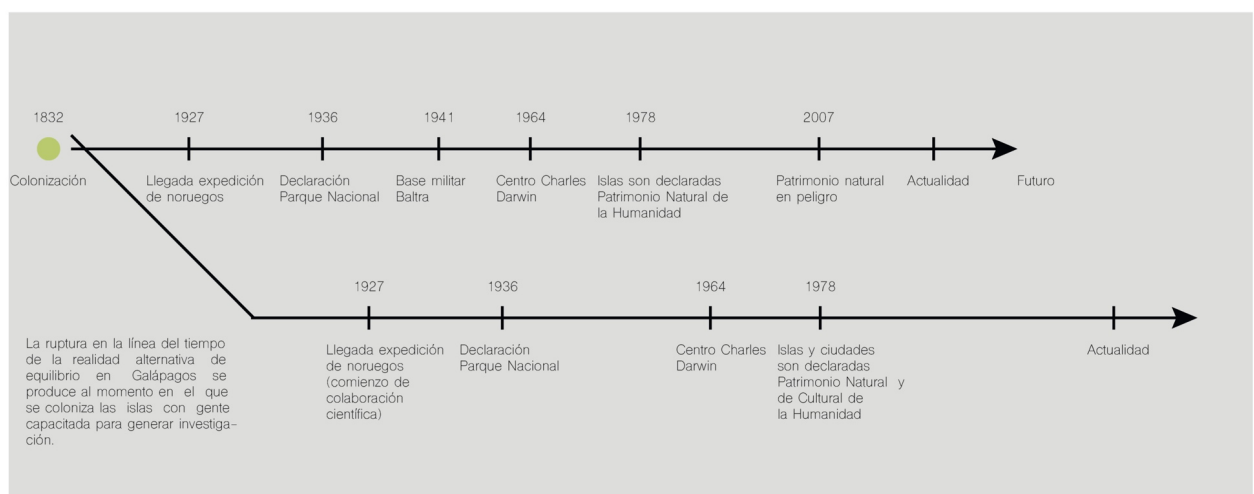 1832
1927
1936
1941
1964
1978
2007
Colonización
Llegada expedición
de noruegos
Declaración
Parque Nacional
Base militar
Baltra
Centro Charles
Darwin
Islas son declaradas
Patrimonio Natural de
la Humanidad
Patrimonio natural
en peligro
Actualidad
Futuro
1927
1936
1964
1978
Llegada expedición
de noruegos
(comienzo de
colaboración
científica)
Declaración
Parque Nacional
Centro Charles
Darwin
Islas y ciudades
son declaradas
Patrimonio Natural y
de Cultural de
la Humanidad
Actualidad
La ruptura en la línea del tiempo
de la realidad alternativa de
equilibrio en Galápagos se
produce al momento en el que
se coloniza las islas con gente
capacitada para generar investiga-
ción.